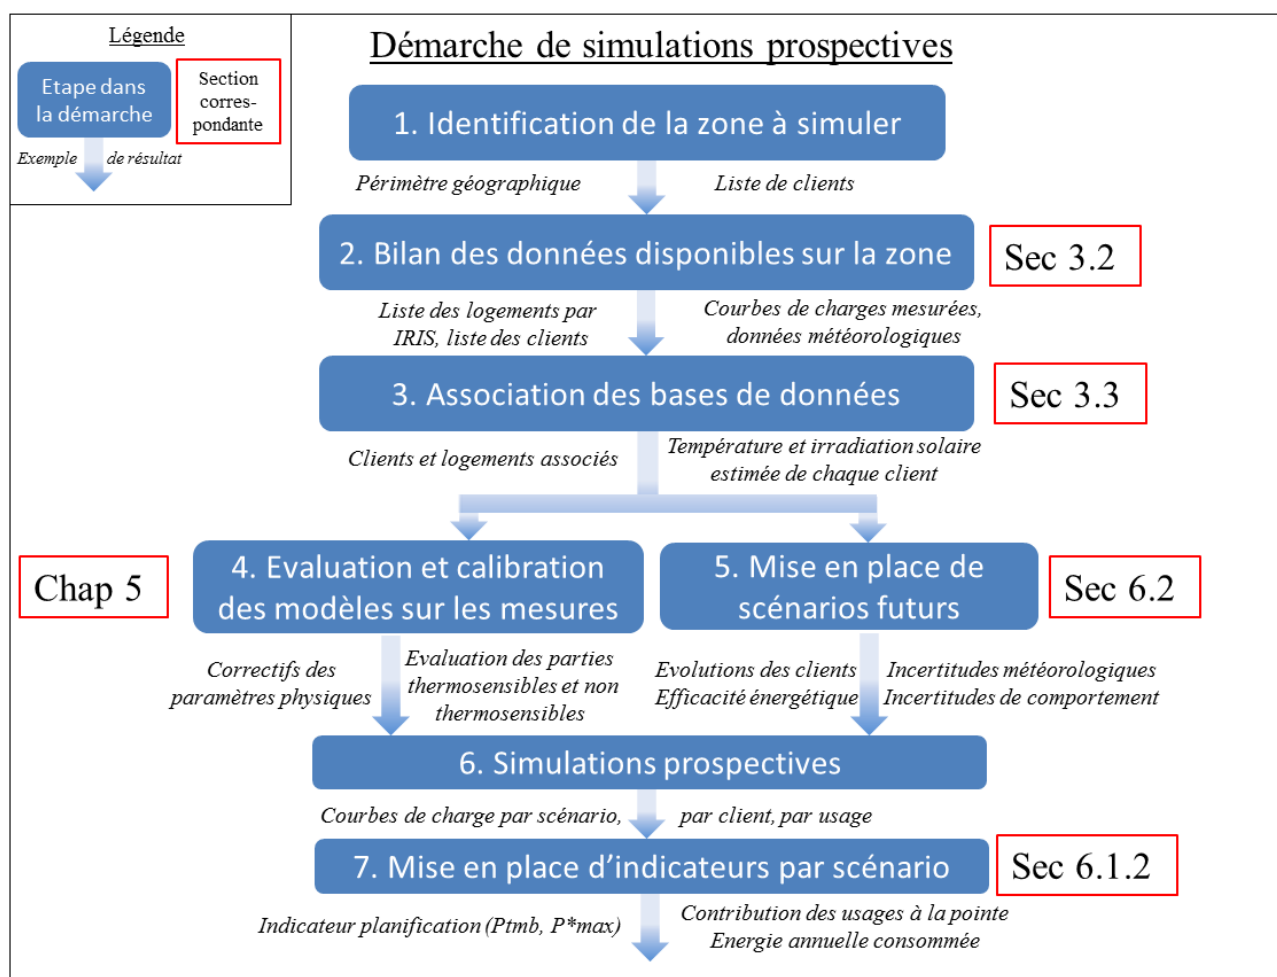 Légende
Etape dans
la démarche
Section
corres-
pondante
Exemple de résultat
Démarche de simulations prospectives
1. Identification de la zone à simuler
Périmètre géographique
Liste de clients
2. Bilan des données disponibles sur la zone
Sec 3.2
Liste des logements par
IRIS, liste des clients
Courbes de charges mesurées,
données météorologiques
3. Association des bases de données
Sec 3.3
Clients et logements associés
Température et irradiation solaire
estimée de chaque client
Chap 5
4. Evaluation et calibration
des modèles sur les mesures
5. Mise en place de
scénarios futurs
Sec 6.2
Correctifs des
paramètres physiques
Evaluation des parties
thermosensibles et non
thermosensibles
Evolutions des clients
Efficacité énergétique
Incertitudes météorologiques
Incertitudes de comportement
6. Simulations prospectives
Courbes de charge par scénario, par client, par usage
7. Mise en place d'indicateurs par scénario
Sec 6.1.2
Indicateur planification (Ptmb, P*max)
Contribution des usages à la pointe
Energie annuelle consommée